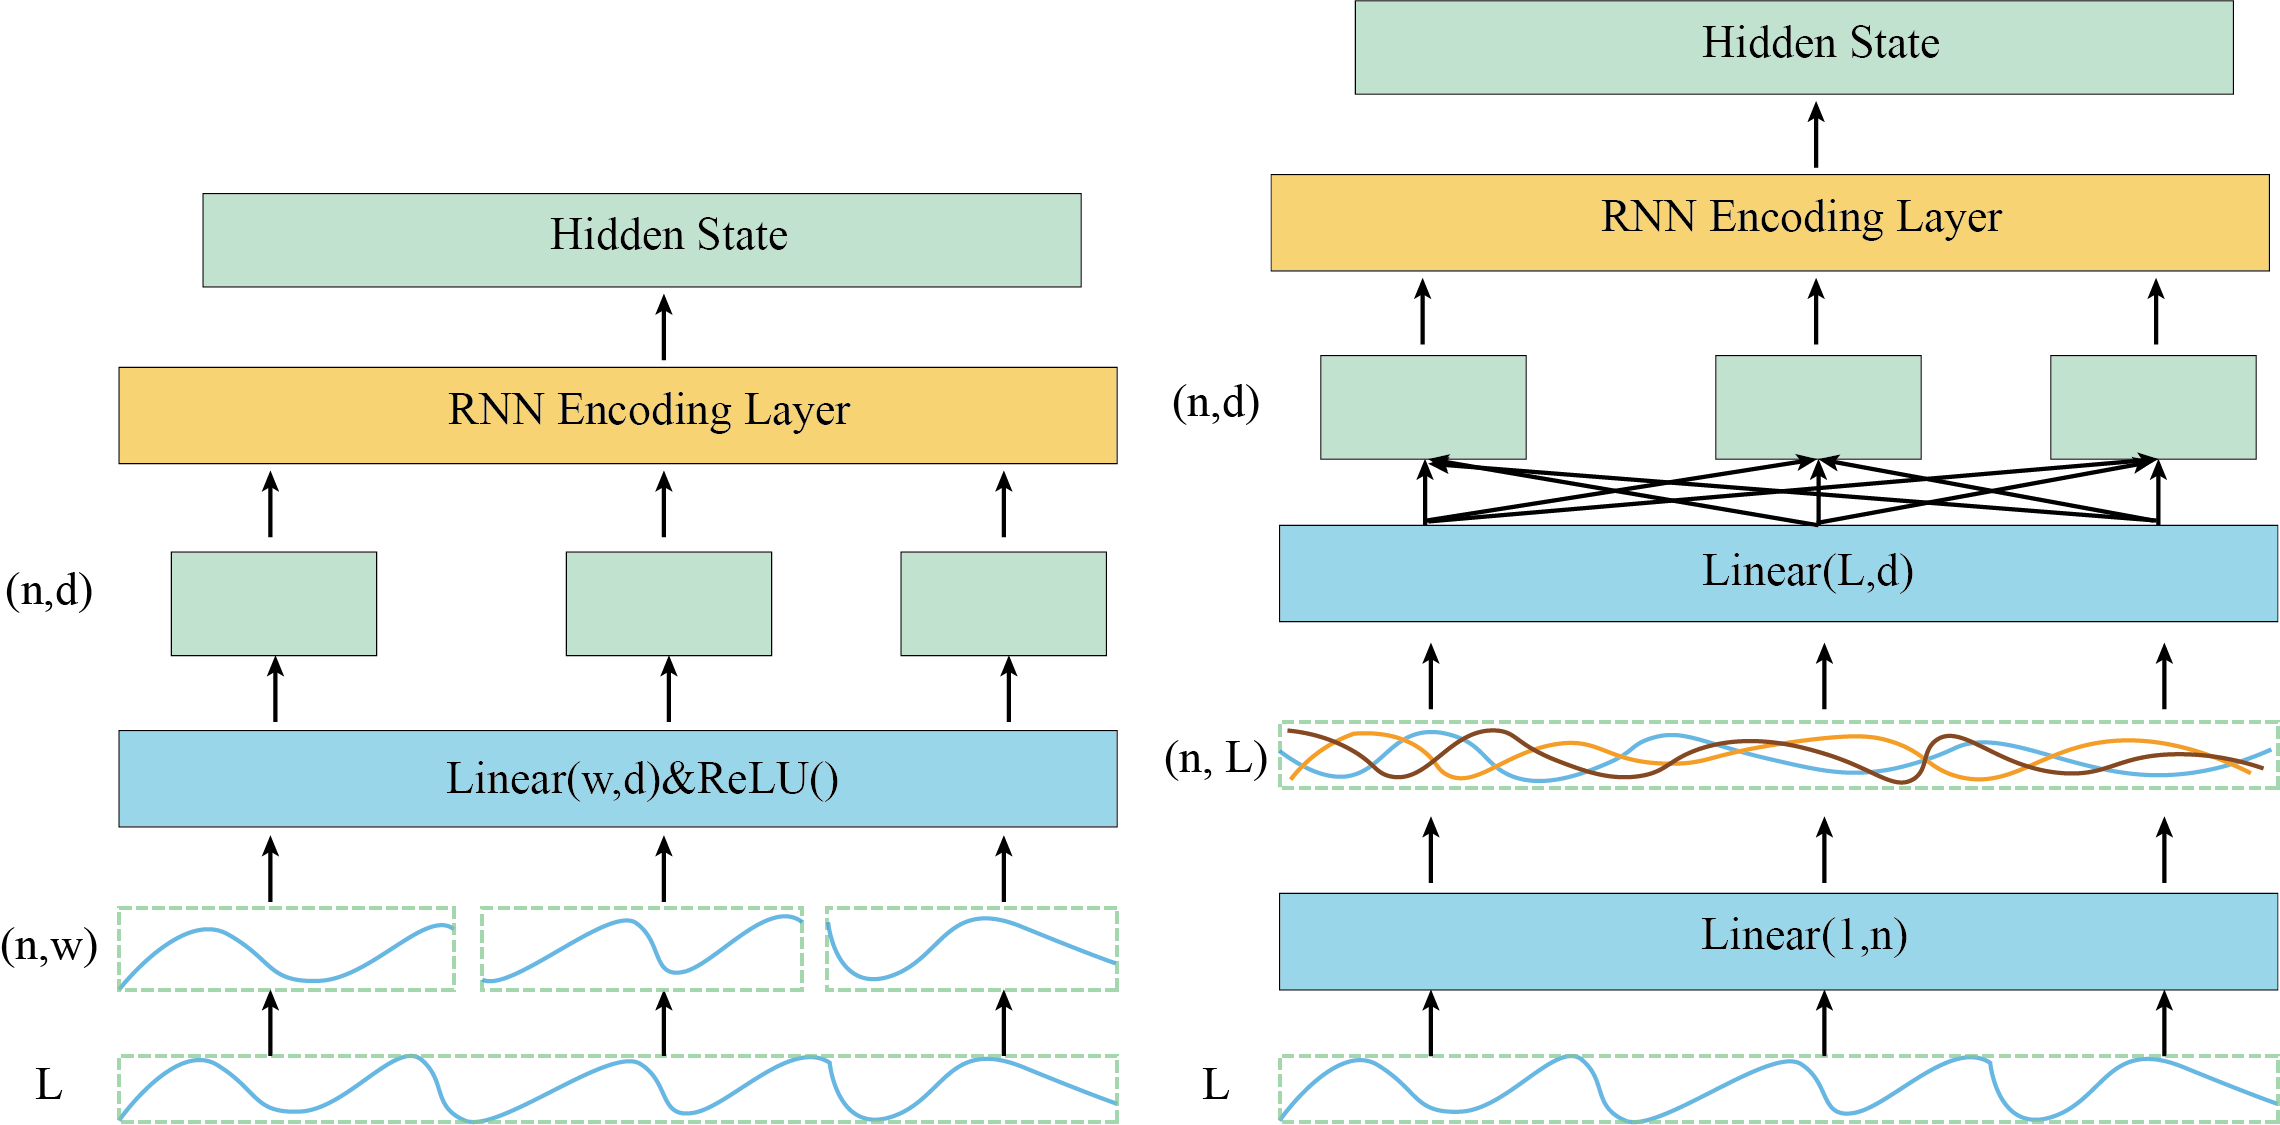 Hidden State
RNN Encoding Layer
(n,d)
Linear(w,d)&ReLU()
(n,w)
L
Hidden State
RNN Encoding Layer
(n,d)
Linear(L,d)
(n, L)
Linear(1,n)
L